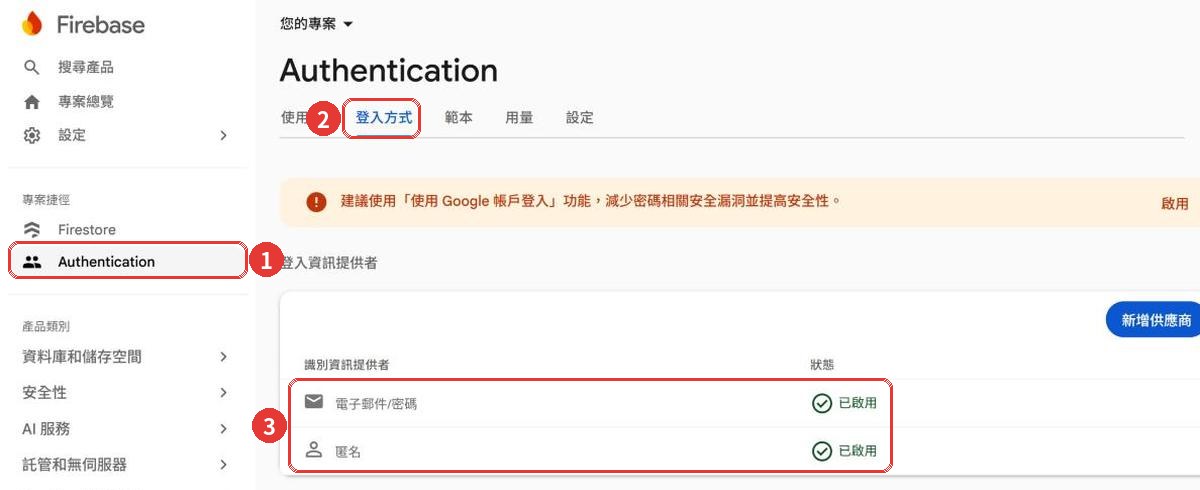 Firebase
搜尋產品
專案總覽
設定
專案捷徑
Firestore
Authentication
1
產品類別
資料庫和儲存空間
安全性
AI 服務
託管和無伺服器
您的專案
Authentication
使用
2
登入方式
範本
用量
設定
建議使用「使用 Google 帳戶登入」功能，減少密碼相關安全漏洞並提高安全性。
啟用
登入資訊提供者
新增供應商
識別資訊提供者
狀態
3
電子郵件/密碼
已啟用
匿名
已啟用